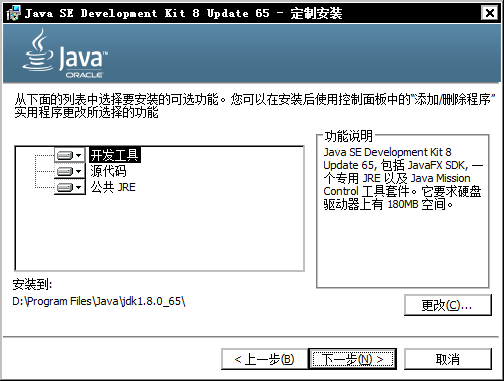 Java SE Development Kit 8 Update 65 - 定制安装
Java
ORACLE
从下面的列表中选择要安装的可选功能。您可以在安装后使用控制面板中的“添加/删除程序”
实用程序更改所选择的功能
开发工具
源代码
公共 JRE
功能说明
Java SE Development Kit 8
Update 65, 包括 JavaFX SDK, 一
个专用 JRE 以及 Java Mission
Control 工具套件。它要求硬盘
驱动器上有 180MB 空间。
安装到:
D:\Program Files\Java\jdk1.8.0_65\
更改(C)...
< 上一步(B)
下一步(N) >
取消